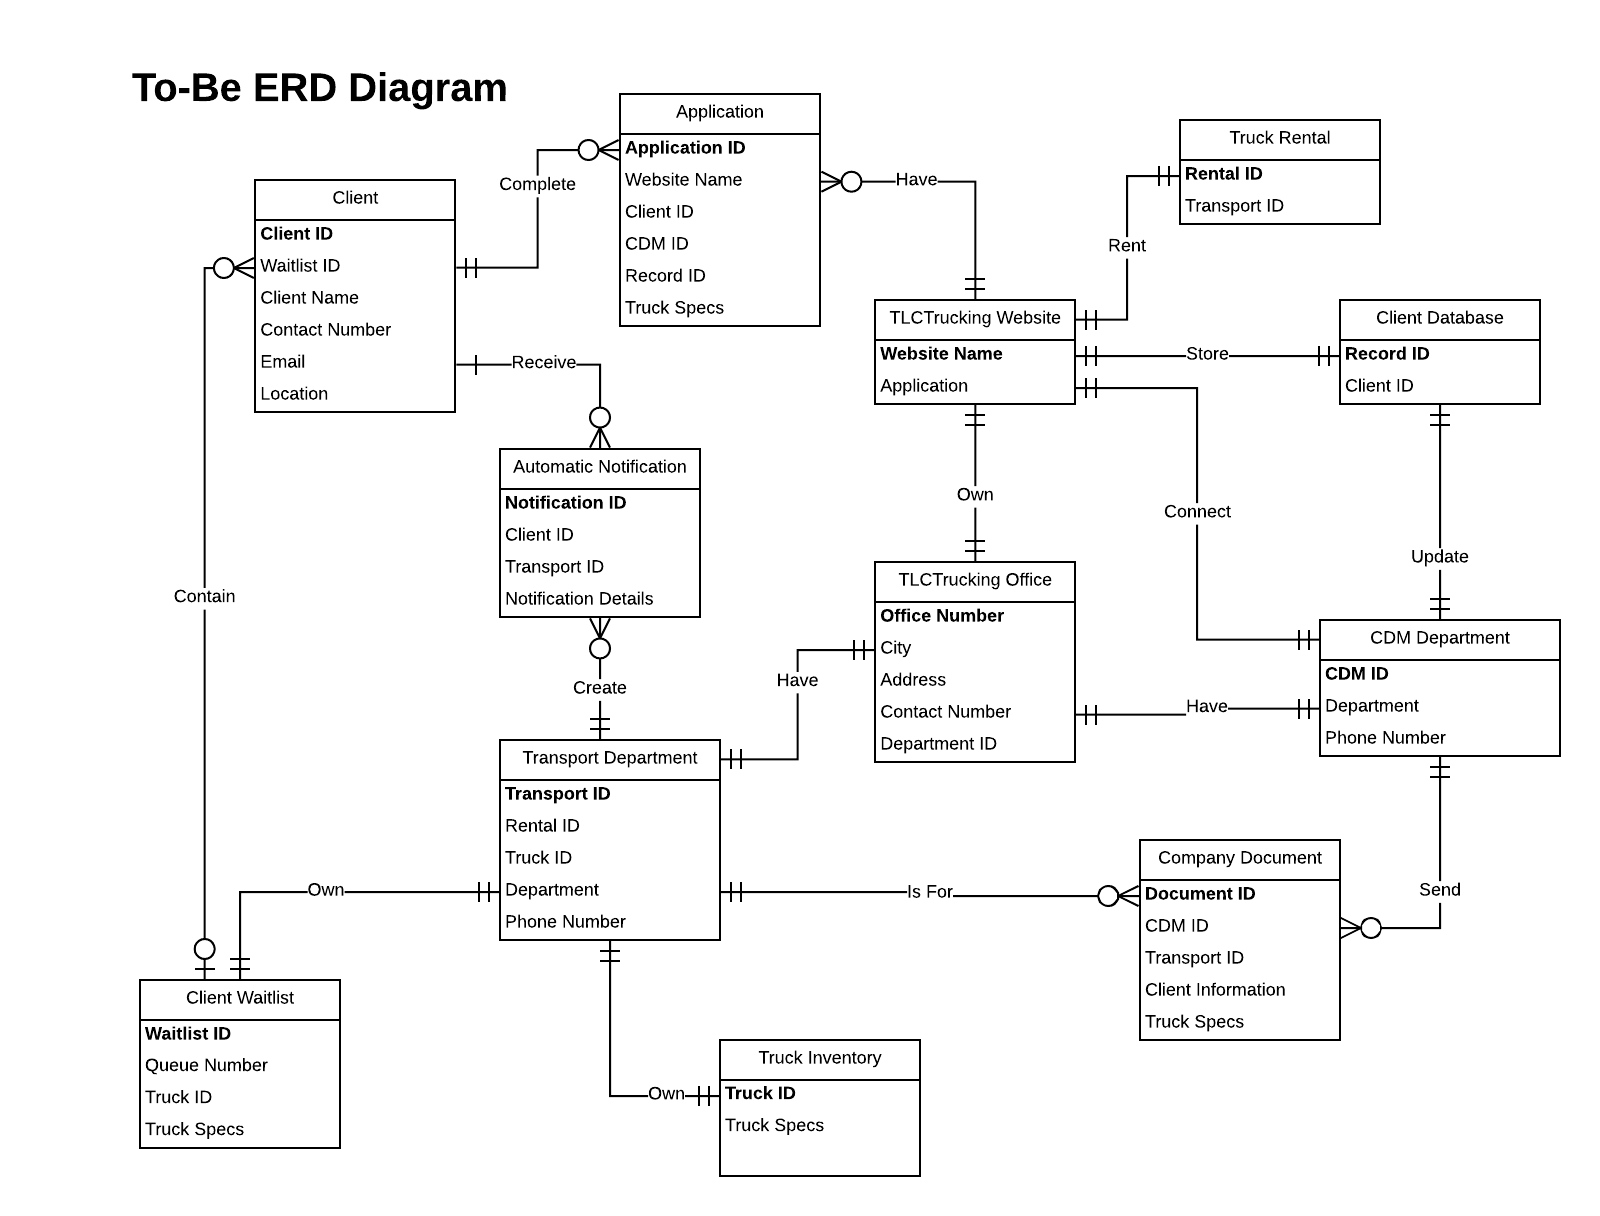 To-Be ERD Diagram
Application
Application ID
Website Name
Client ID
CDM ID
Record ID
Truck Specs
Complete
Have
Truck Rental
Rental ID
Transport ID
Rent
Client
Client ID
Waitlist ID
Client Name
Contact Number
Email
Location
Receive
TLCTrucking Website
Website Name
Application
Store
Client Database
Record ID
Client ID
Automatic Notification
Notification ID
Client ID
Transport ID
Notification Details
Own
Connect
Update
Contain
TLCTrucking Office
Office Number
City
Address
Contact Number
Department ID
Have
Have
CDM Department
CDM ID
Department
Phone Number
Create
Transport Department
Transport ID
Rental ID
Truck ID
Department
Phone Number
Own
Is For
Company Document
Document ID
CDM ID
Transport ID
Client Information
Truck Specs
Send
Client Waitlist
Waitlist ID
Queue Number
Truck ID
Truck Specs
Own
Truck Inventory
Truck ID
Truck Specs